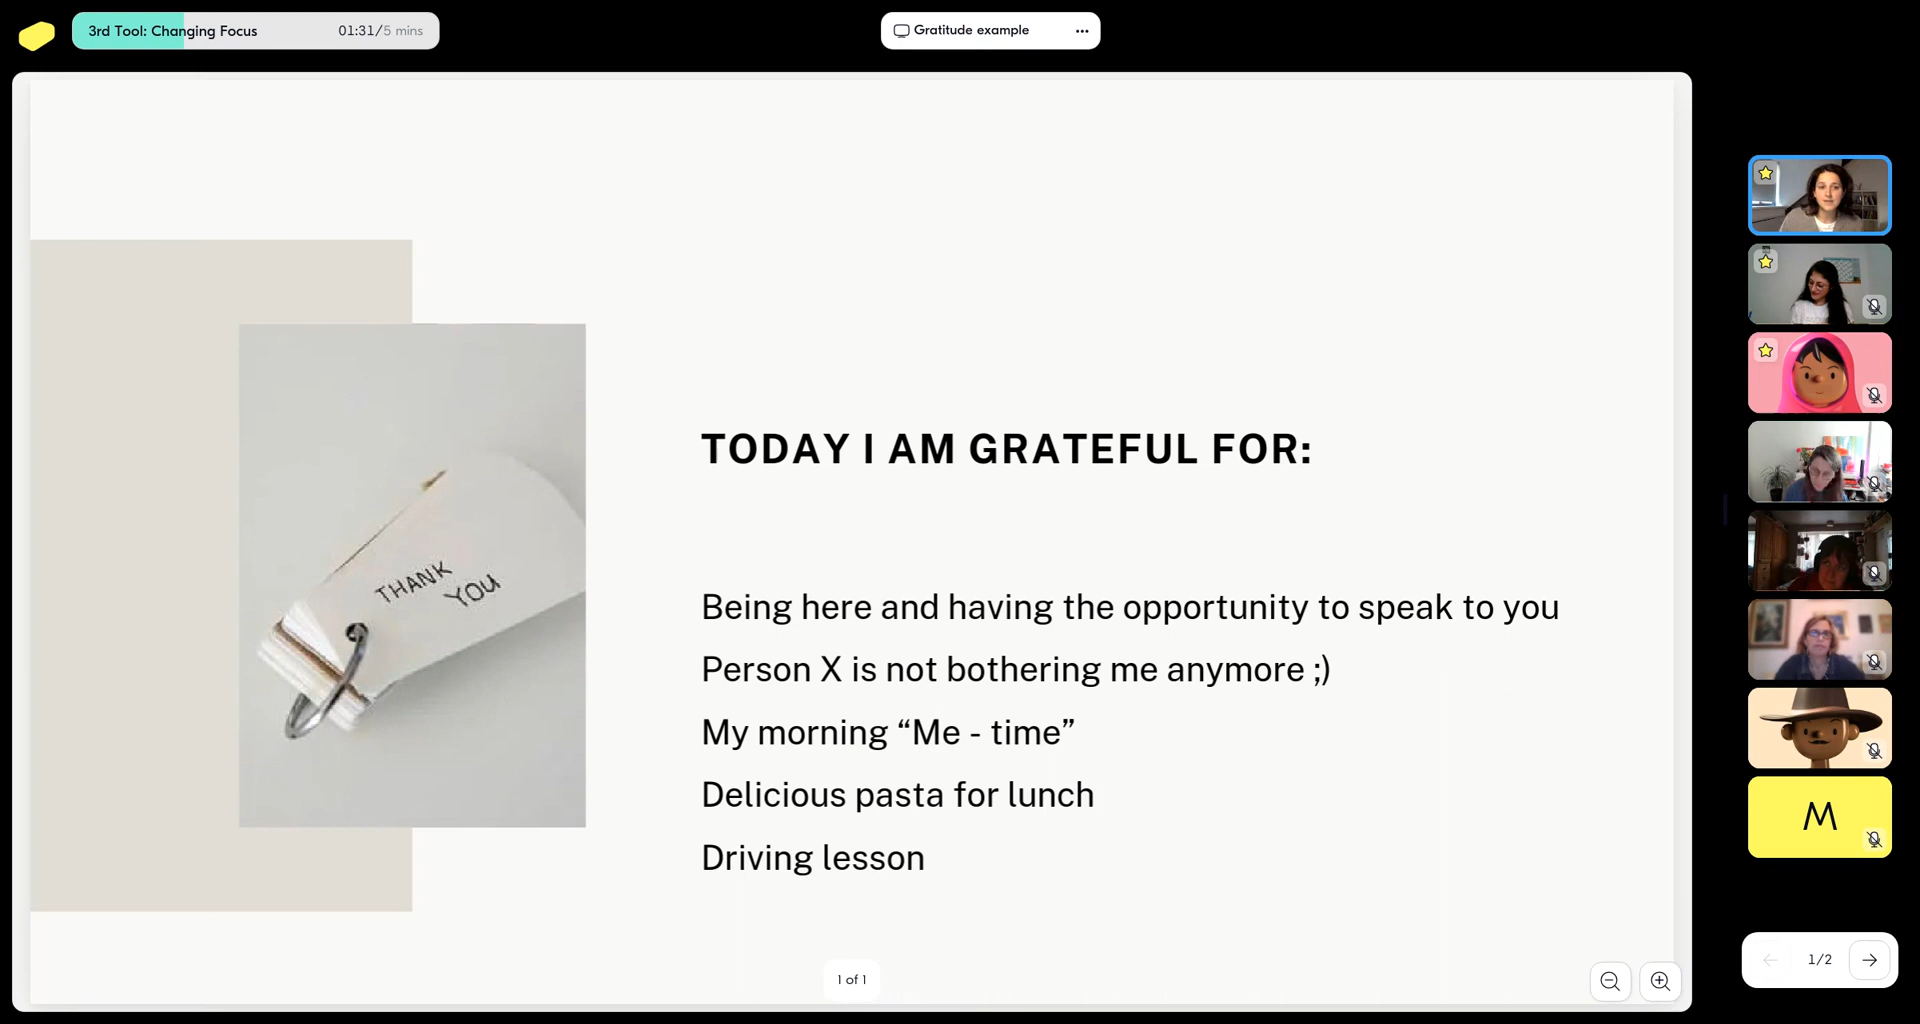 3rd Tool: Changing Focus 01:31/5 mins
Gratitude example
THANK
YOU
TODAY I AM GRATEFUL FOR:
Being here and having the opportunity to speak to you
Person X is not bothering me anymore ;)
My morning “Me - time”
Delicious pasta for lunch
Driving lesson
1 of 1
M
1/2